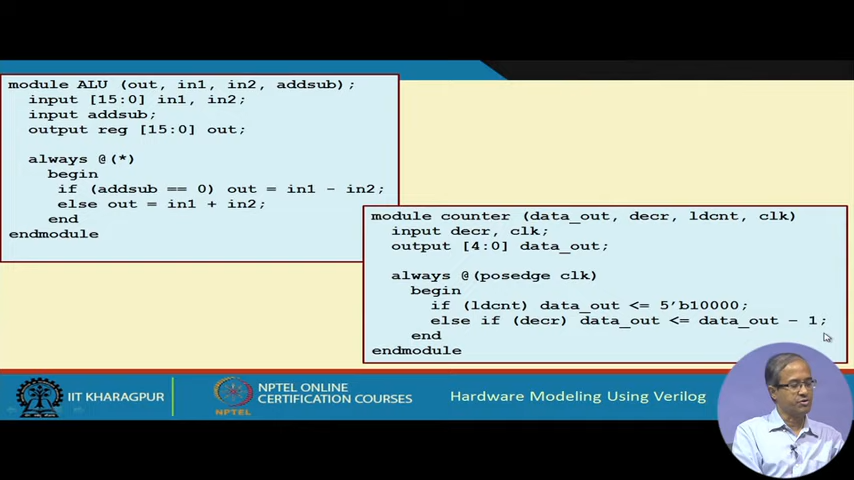 module ALU (out, in1, in2, addsub);
input [15:0] in1, in2;
input addsub;
output reg [15:0] out;
always @(*)
begin
if (addsub == 0) out = in1 - in2;
else out = in1 + in2;
end
endmodule
module counter (data_out, decr, ldcnt, clk)
input decr, clk;
output [4:0] data_out;
always @(posedge clk)
begin
if (ldcnt) data_out <= 5’b10000;
else if (decr) data_out <= data_out - 1;
end
endmodule
IIT KHARAGPUR
NPTEL
NPTEL ONLINE
CERTIFICATION COURSES
Hardware Modeling Using Verilog